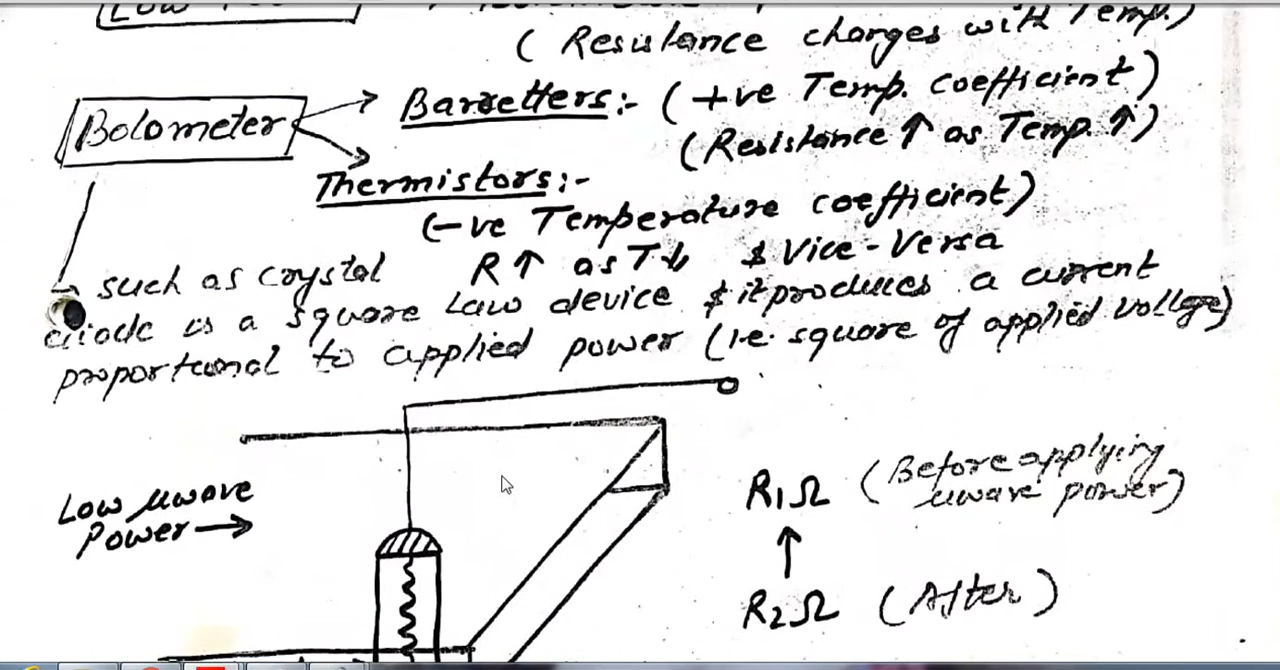 (Resistance changes with Temp.)
Bolometer
Barretters:- (+ve Temp. coefficient)
(Resistance ↑ as Temp. ↑)
Thermistors:-
(-ve Temperature coefficient)
R↑ as T↓ & Vice-Versa
→ such as crystal
diode is a square Law device & it produces a current
proportional to applied power (i.e. square of applied voltage)
Low μwave
Power →
R₁Ω (Before applying
μwave power)
↑
R₂Ω (After)